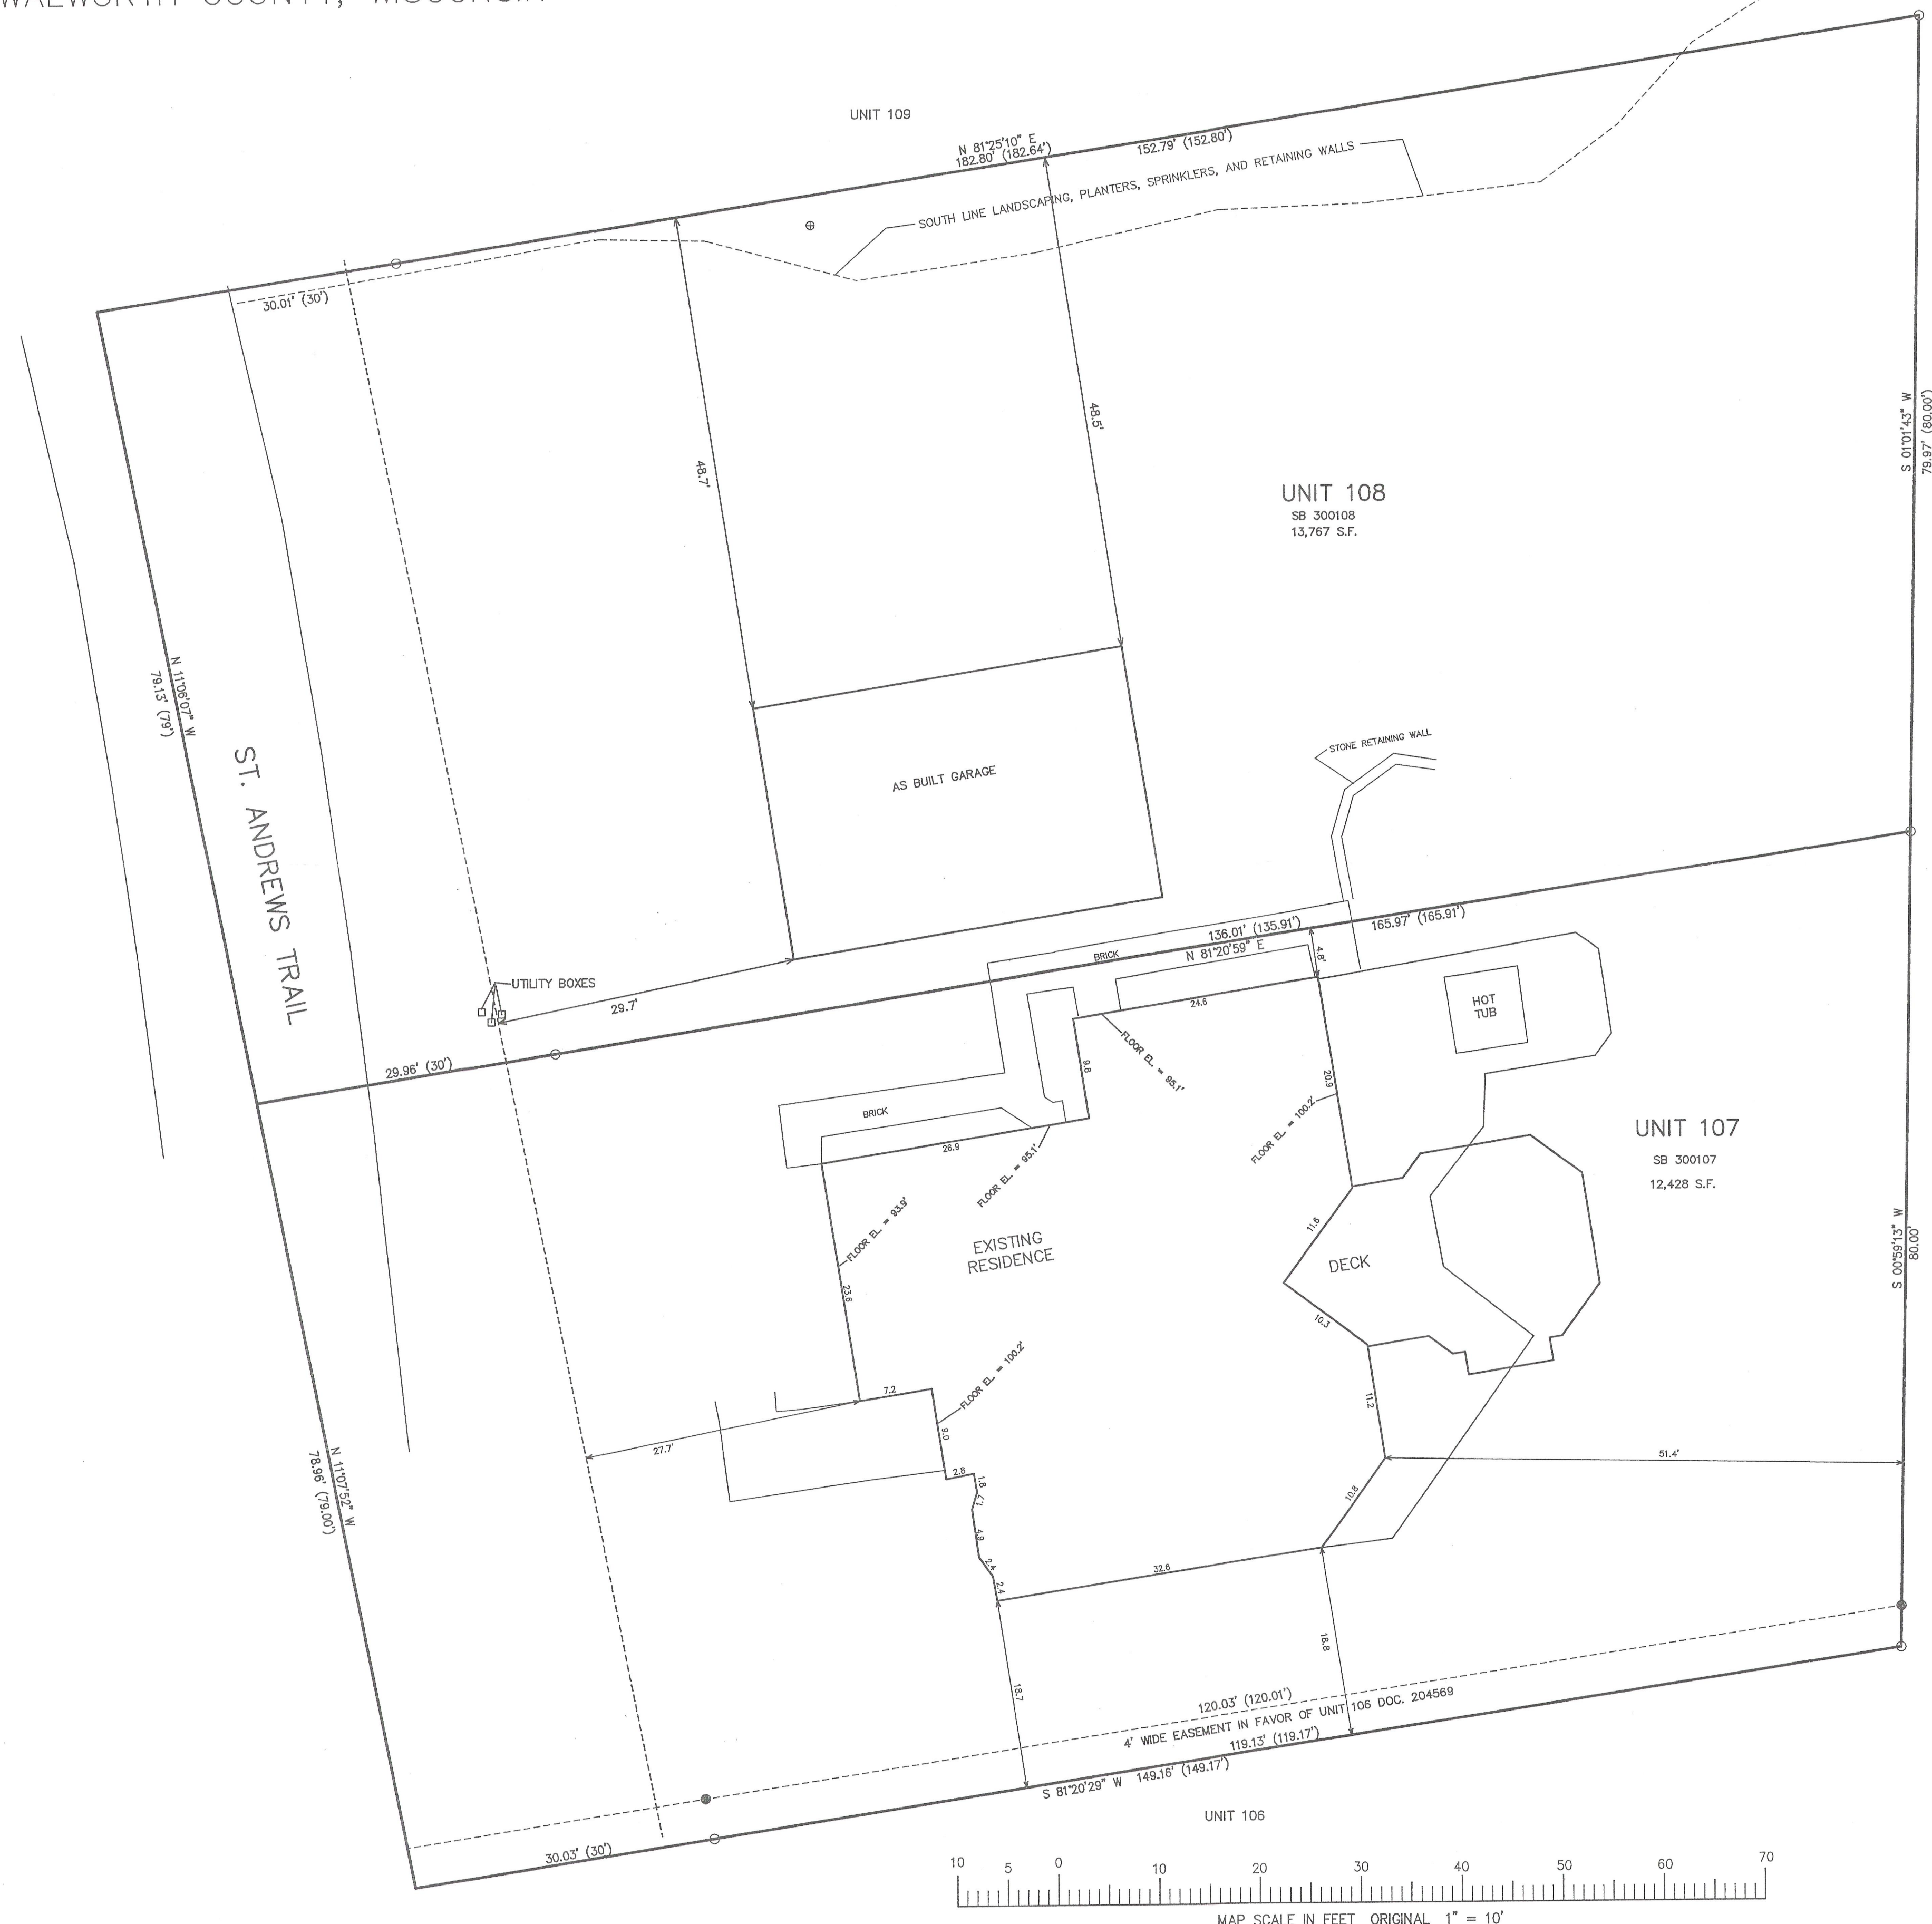 WALWORTH COUNTY, WISCONSIN
UNIT 109
N 81°25'10" E
182.80' (182.64')
152.79' (152.80')
SOUTH LINE LANDSCAPING, PLANTERS, SPRINKLERS, AND RETAINING WALLS
30.01' (30')
48.7'
48.5'
S 01°01'43" W
79.97' (80.00')
UNIT 108
SB 300108
13,767 S.F.
N 11°06'07" W
79.13' (79')
ST. ANDREWS TRAIL
AS BUILT GARAGE
STONE RETAINING WALL
UTILITY BOXES
29.7'
29.96' (30')
136.01' (135.91')
165.97' (165.91')
N 81°20'59" E
BRICK
4.8'
24.6
HOT
TUB
FLOOR EL. = 95.1'
9.8
20.9
FLOOR EL. = 100.2'
BRICK
26.9
FLOOR EL. = 95.1'
UNIT 107
SB 300107
12,428 S.F.
FLOOR EL. = 93.9'
23.6
EXISTING
RESIDENCE
11.6
DECK
10.3
S 00°59'13" W
80.00'
FLOOR EL. = 100.2'
7.2
9.0
11.2
27.7'
2.8
1.8
1.7
4.9
2.4
2.4
51.4'
10.8
32.6
N 11°07'52" W
78.96' (79.00')
18.7
18.8
120.03' (120.01')
4' WIDE EASEMENT IN FAVOR OF UNIT 106 DOC. 204569
119.13' (119.17')
S 81°20'29" W 149.16' (149.17')
UNIT 106
30.03' (30')
10 5 0 10 20 30 40 50 60 70
MAP SCALE IN FEET ORIGINAL 1" = 10'